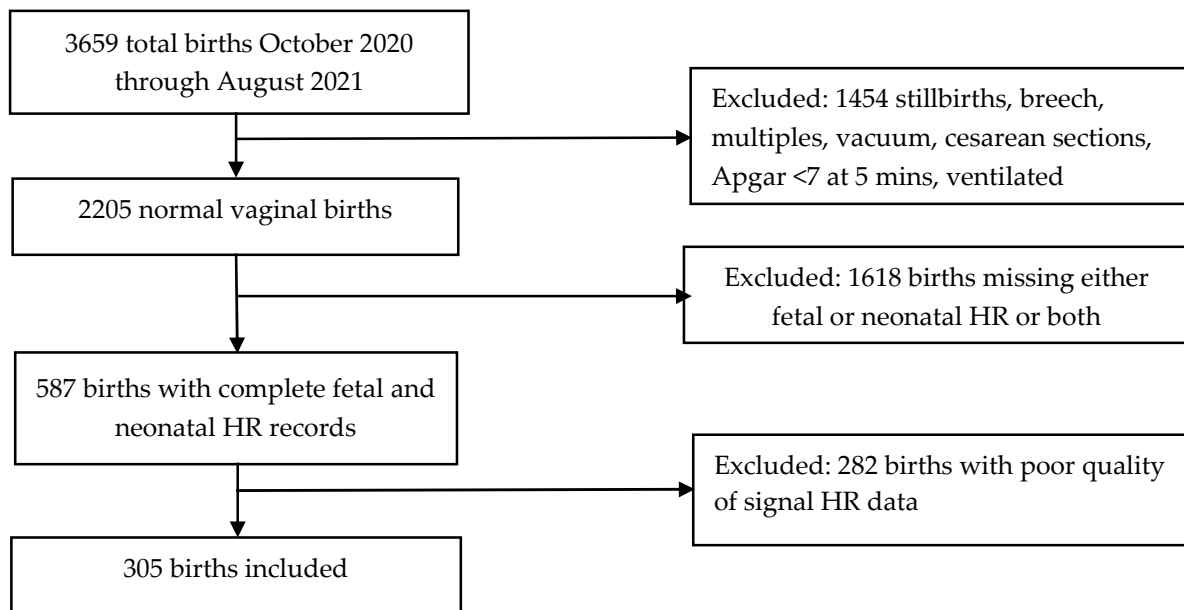 3659 total births October 2020
through August 2021
Excluded: 1454 stillbirths, breech,
multiples, vacuum, cesarean sections,
Apgar <7 at 5 mins, ventilated
2205 normal vaginal births
Excluded: 1618 births missing either
fetal or neonatal HR or both
587 births with complete fetal and
neonatal HR records
Excluded: 282 births with poor quality
of signal HR data
305 births included